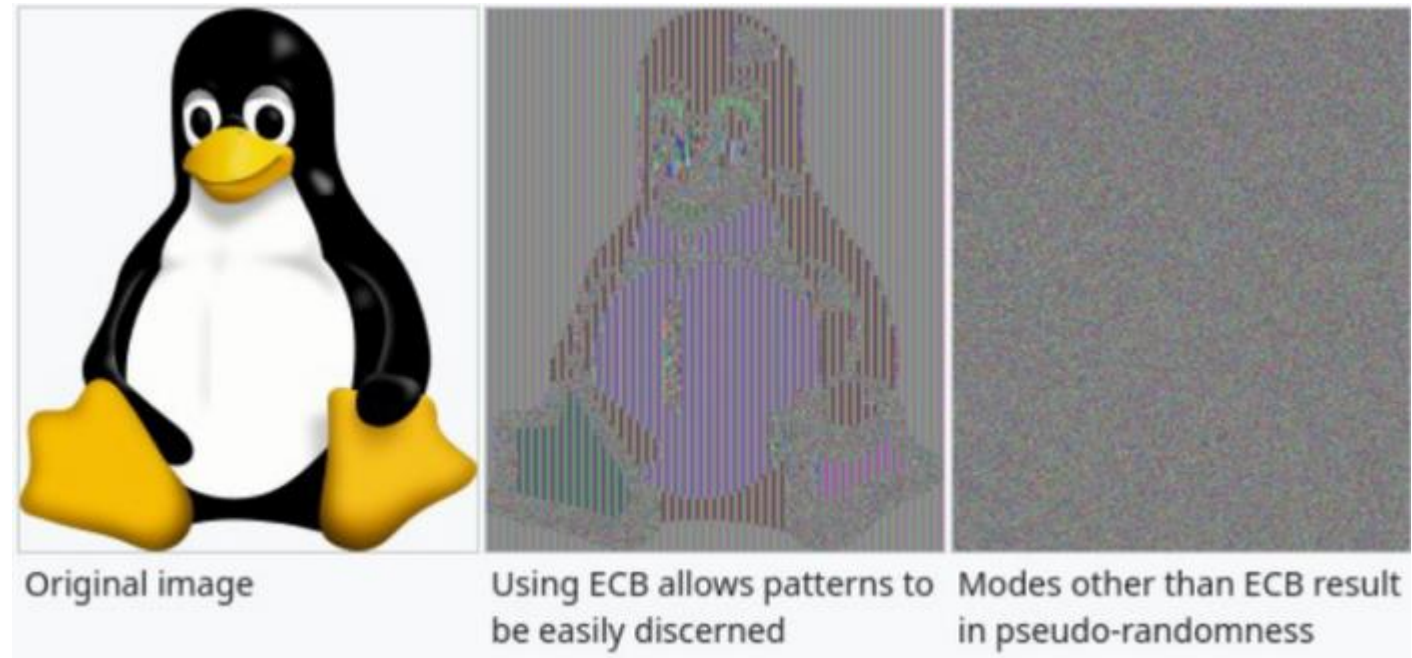 Original image
Using ECB allows patterns to
be easily discerned
Modes other than ECB result
in pseudo-randomness